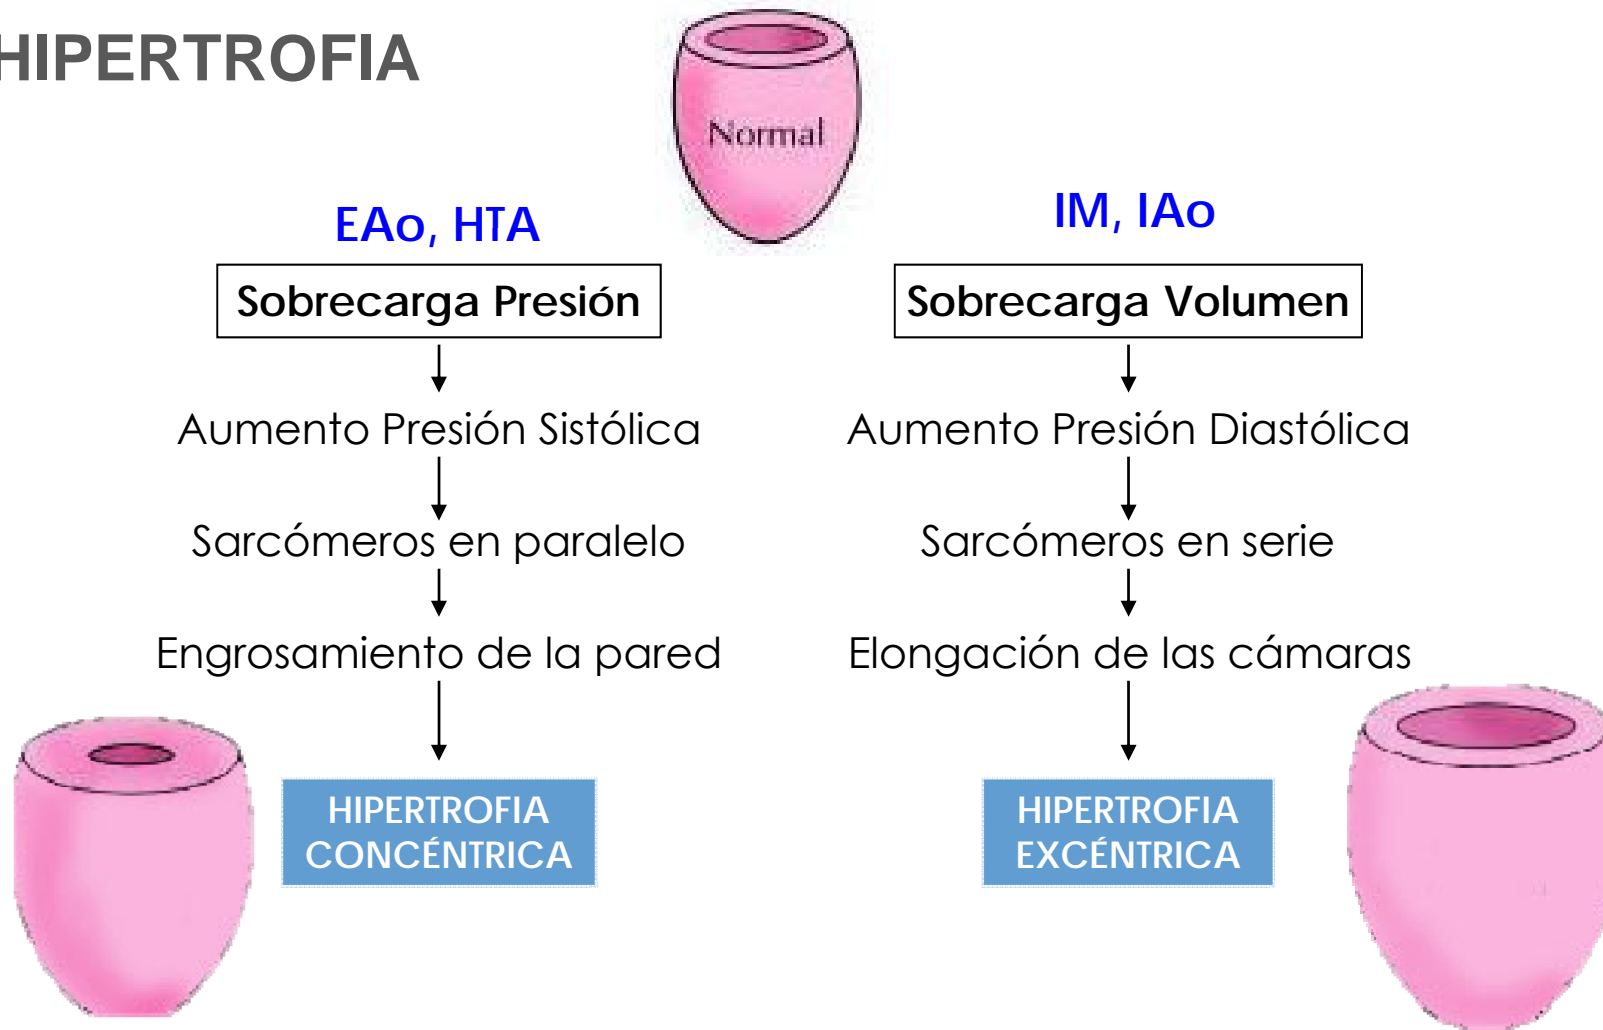 HIPERTROFIA
Normal
EAo, HTA
Sobrecarga Presión
Aumento Presión Sistólica
Sarcómeros en paralelo
Engrosamiento de la pared
HIPERTROFIA
CONCÉNTRICA
IM, IAo
Sobrecarga Volumen
Aumento Presión Diastólica
Sarcómeros en serie
Elongación de las cámaras
HIPERTROFIA
EXCÉNTRICA